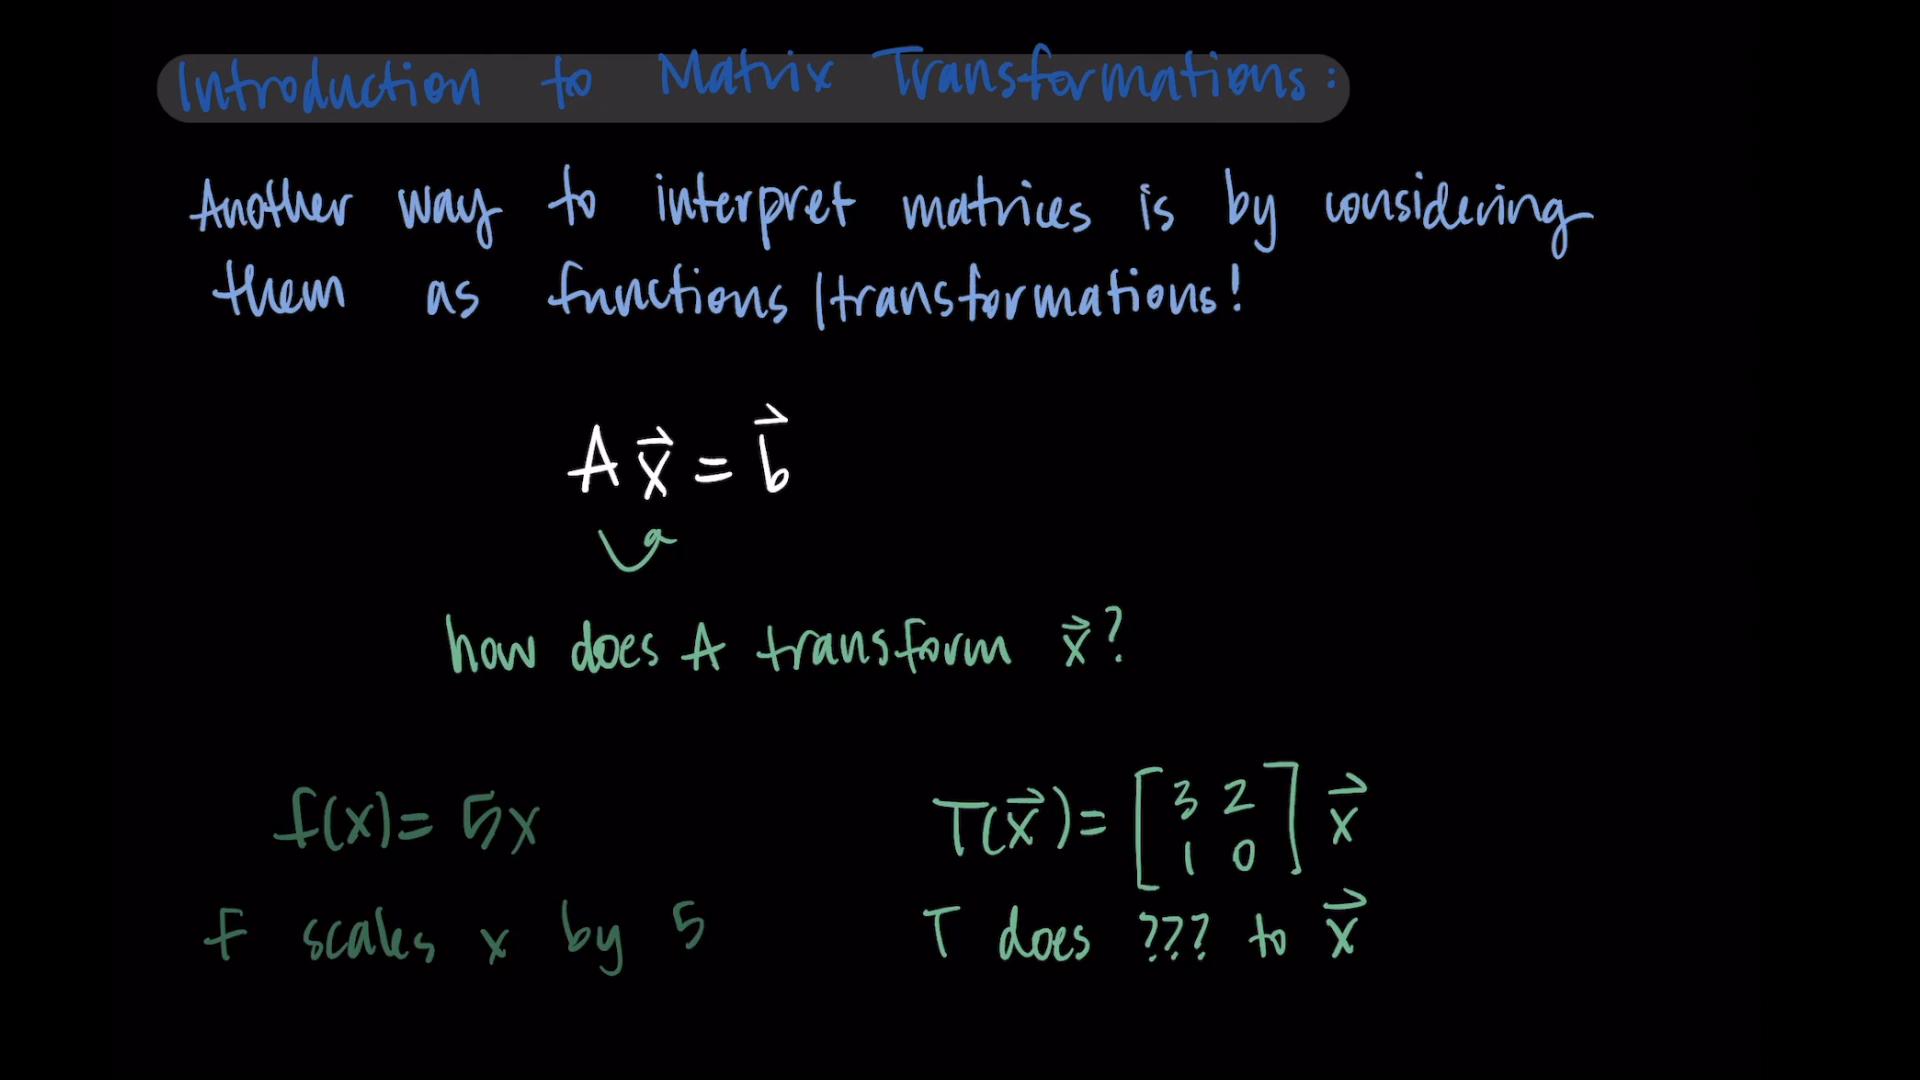 Introduction to Matrix Transformations:
Another way to interpret matrices is by considering
them as functions/transformations!
A x⃗ = b⃗
how does A transform x⃗?
f(x) = 5x
T(x⃗) = [3 2
1 0] x⃗
f scales x by 5
T does ??? to x⃗